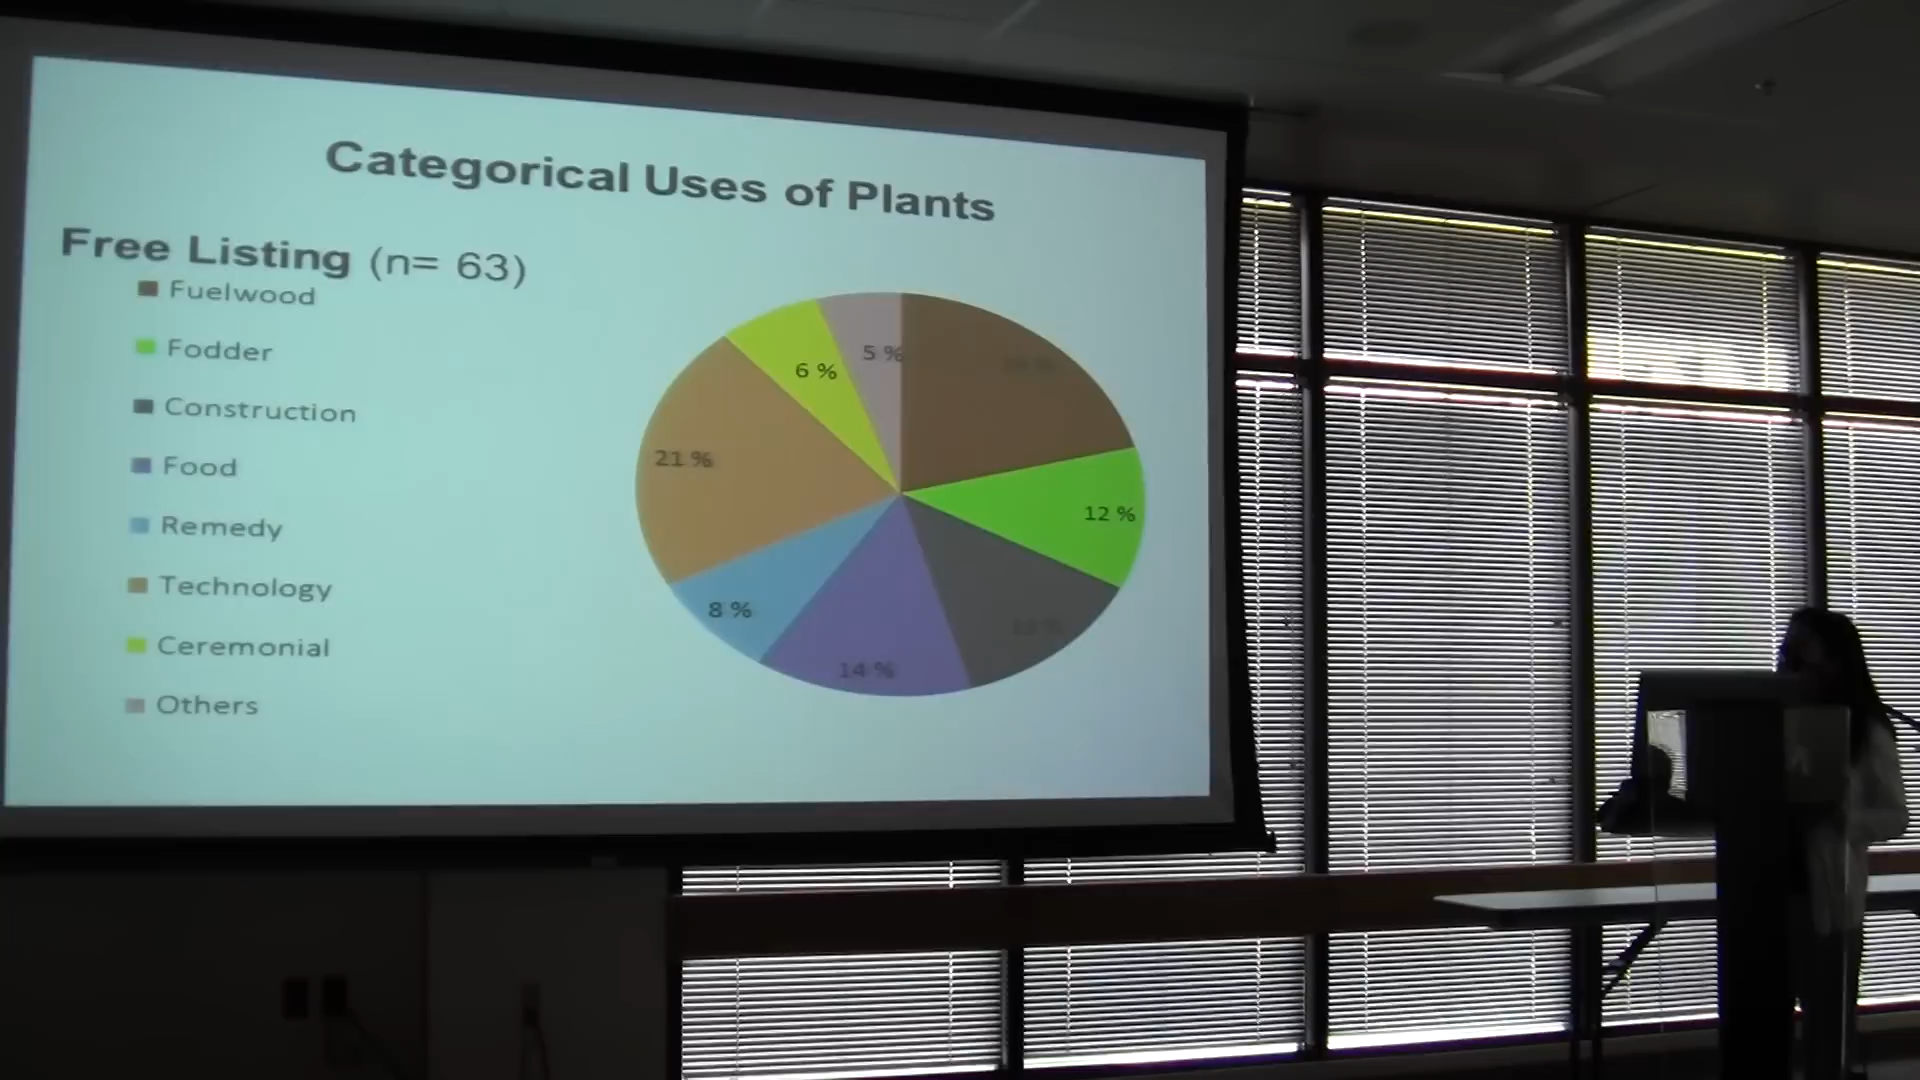 Categorical Uses of Plants
Free Listing (n= 63)
Fuelwood
Fodder
Construction
Food
Remedy
Technology
Ceremonial
Others
5 %
6 %
21 %
12 %
8 %
14 %